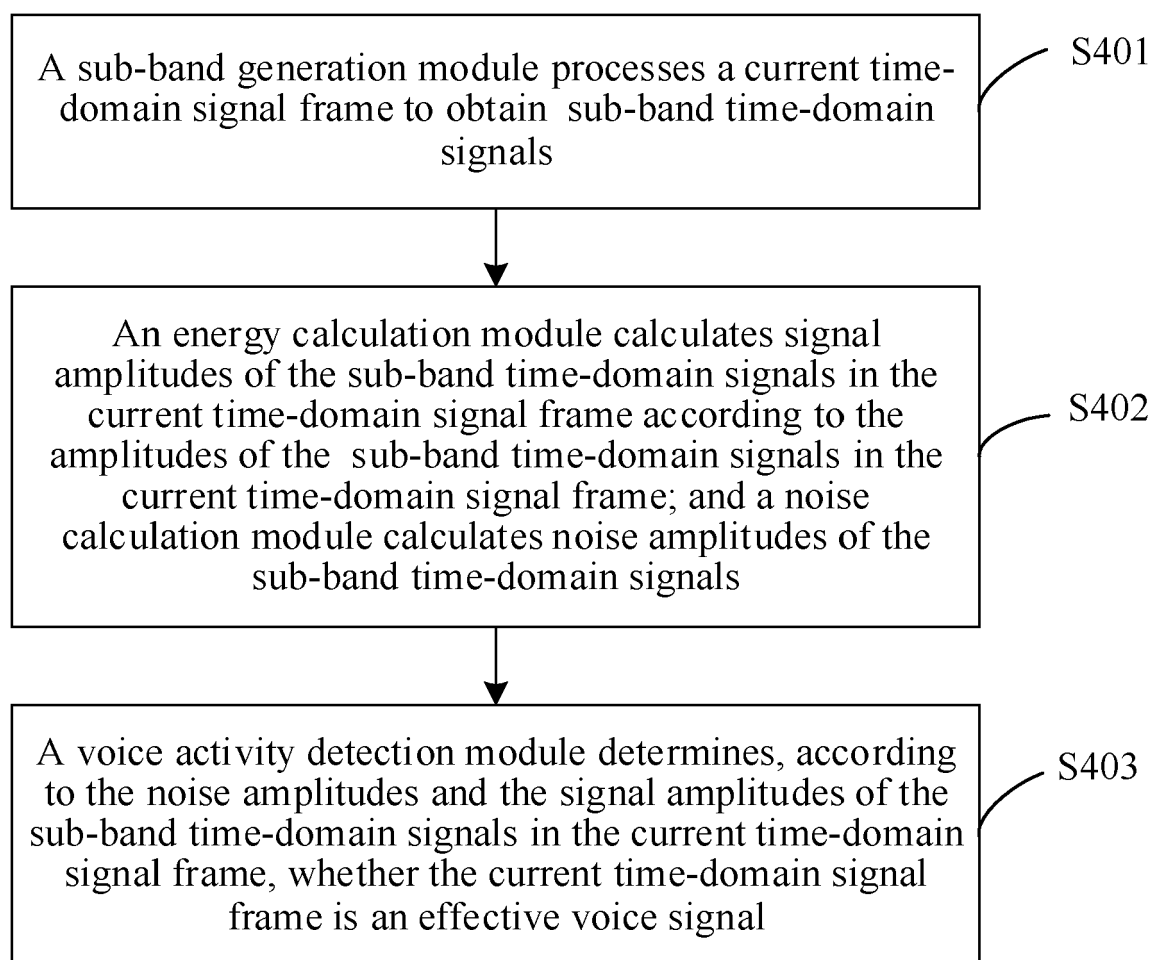 A sub-band generation module processes a current time-
domain signal frame to obtain sub-band time-domain
signals
S401
An energy calculation module calculates signal
amplitudes of the sub-band time-domain signals in the
current time-domain signal frame according to the
amplitudes of the sub-band time-domain signals in the
current time-domain signal frame; and a noise
calculation module calculates noise amplitudes of the
sub-band time-domain signals
S402
A voice activity detection module determines, according
to the noise amplitudes and the signal amplitudes of the
sub-band time-domain signals in the current time-domain
signal frame, whether the current time-domain signal
frame is an effective voice signal
S403